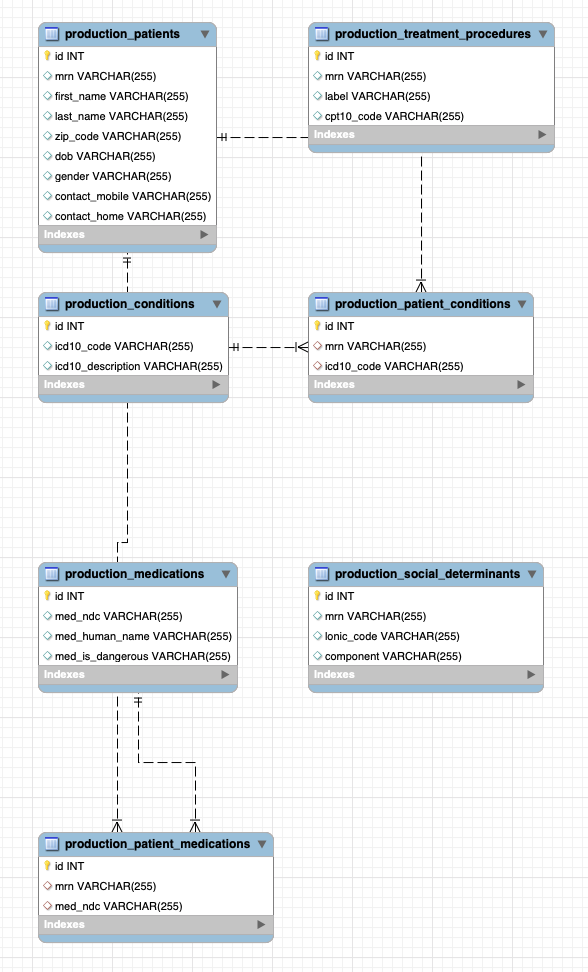 production_patients
id INT
mrn VARCHAR(255)
first_name VARCHAR(255)
last_name VARCHAR(255)
zip_code VARCHAR(255)
dob VARCHAR(255)
gender VARCHAR(255)
contact_mobile VARCHAR(255)
contact_home VARCHAR(255)
Indexes
production_treatment_procedures
id INT
mrn VARCHAR(255)
label VARCHAR(255)
cpt10_code VARCHAR(255)
Indexes
production_conditions
id INT
icd10_code VARCHAR(255)
icd10_description VARCHAR(255)
Indexes
production_patient_conditions
id INT
mrn VARCHAR(255)
icd10_code VARCHAR(255)
Indexes
production_medications
id INT
med_ndc VARCHAR(255)
med_human_name VARCHAR(255)
med_is_dangerous VARCHAR(255)
Indexes
production_social_determinants
id INT
mrn VARCHAR(255)
lonic_code VARCHAR(255)
component VARCHAR(255)
Indexes
production_patient_medications
id INT
mrn VARCHAR(255)
med_ndc VARCHAR(255)
Indexes